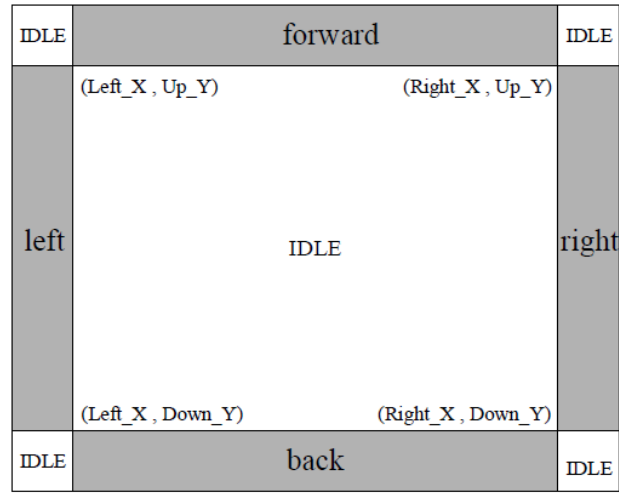 IDLE
forward
IDLE
(Left_X , Up_Y)
(Right_X , Up_Y)
left
IDLE
right
(Left_X , Down_Y)
(Right_X , Down_Y)
IDLE
back
IDLE